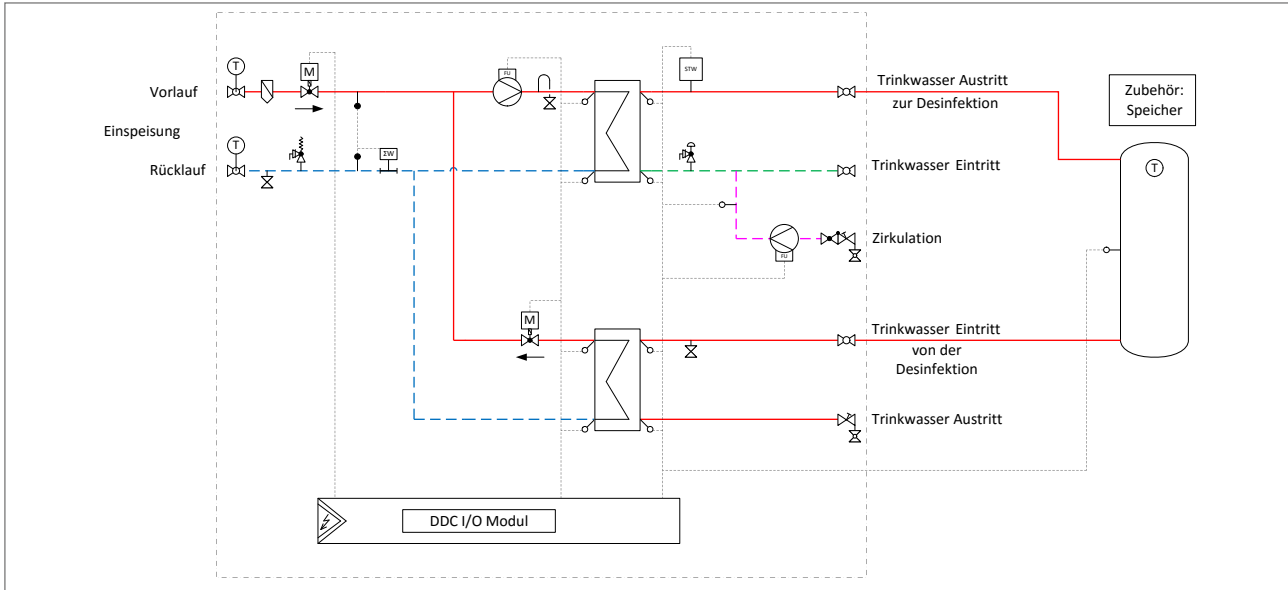 T
M
FU
STW
Vorlauf
Trinkwasser Austritt
zur Desinfektion
Zubehör:
Speicher
Einspeisung
T
ΣW
Rücklauf
Trinkwasser Eintritt
T
Zirkulation
FU
M
Trinkwasser Eintritt
von der
Desinfektion
Trinkwasser Austritt
DDC I/O Modul